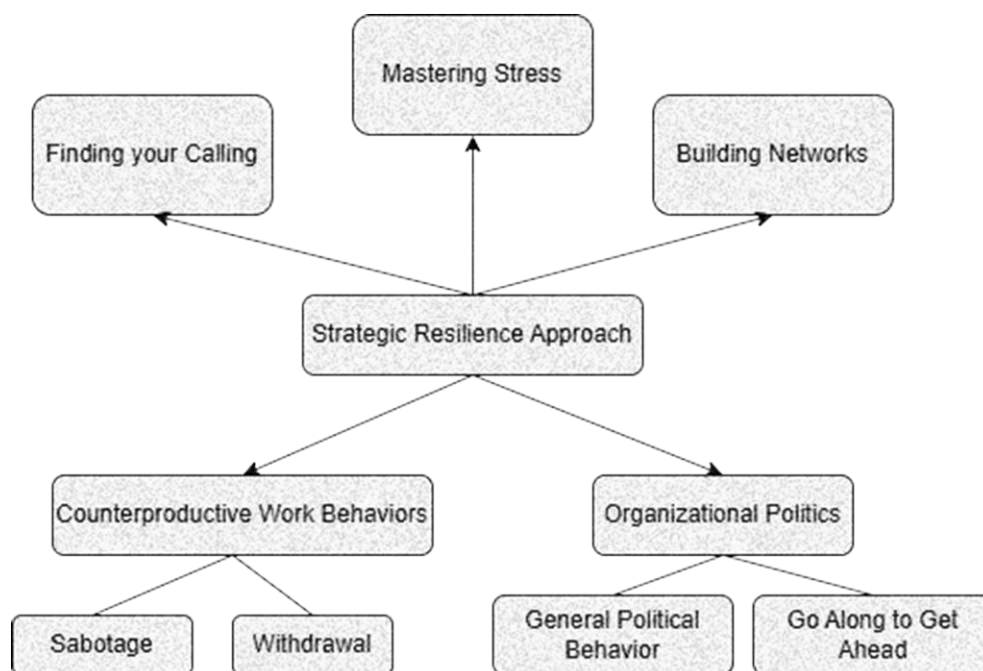 Mastering Stress
Finding your Calling
Building Networks
Strategic Resilience Approach
Counterproductive Work Behaviors
Organizational Politics
Sabotage
Withdrawal
General Political
Behavior
Go Along to Get
Ahead